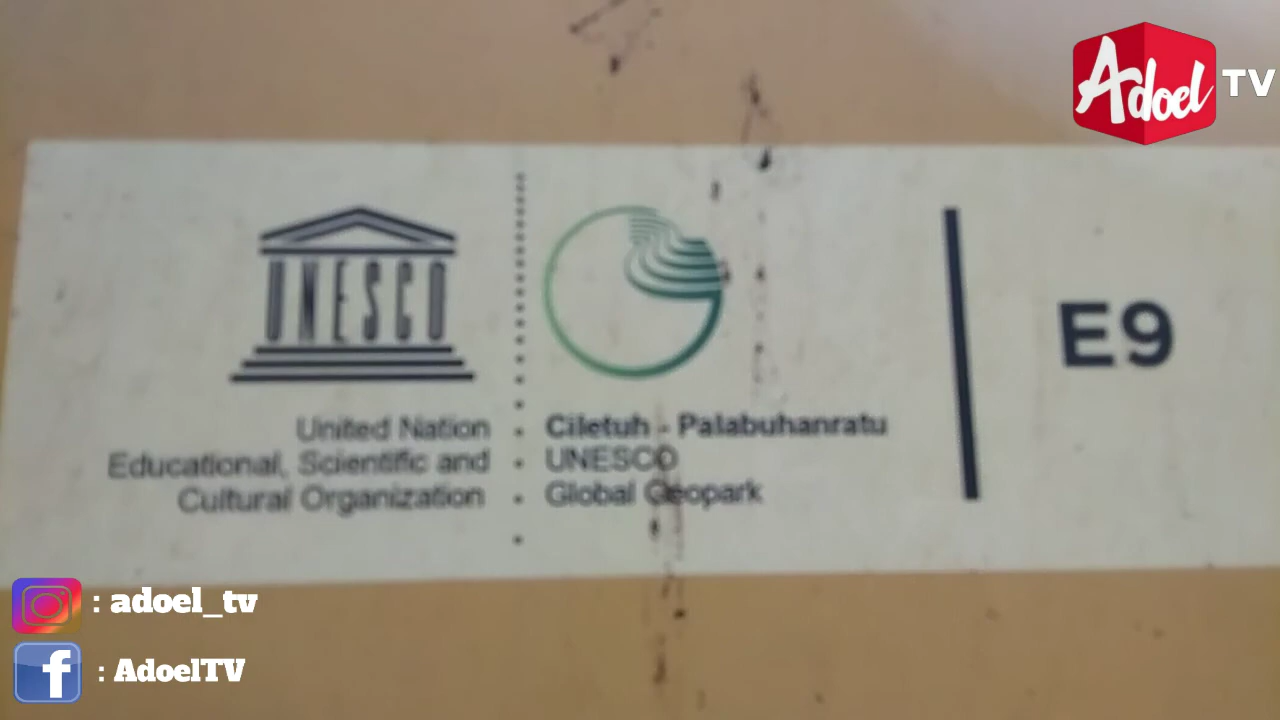 Adoel TV
UNESCO
United Nation
Educational, Scientific and
Cultural Organization
Ciletuh - Palabuhanratu
UNESCO
Global Geopark
E9
: adoel_tv
f : AdoelTV